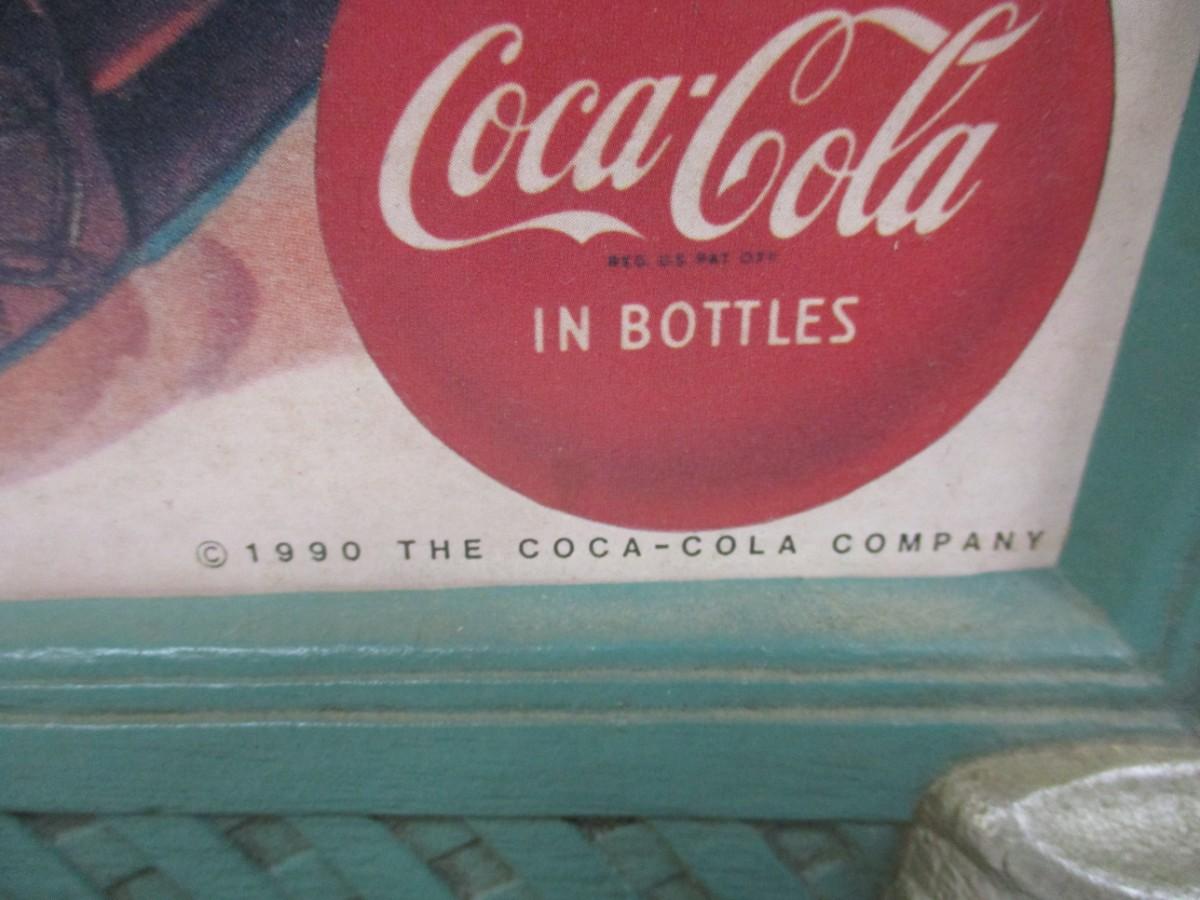 Coca-Cola
REG. U.S. PAT. OFF.
IN BOTTLES
© 1990 THE COCA-COLA COMPANY